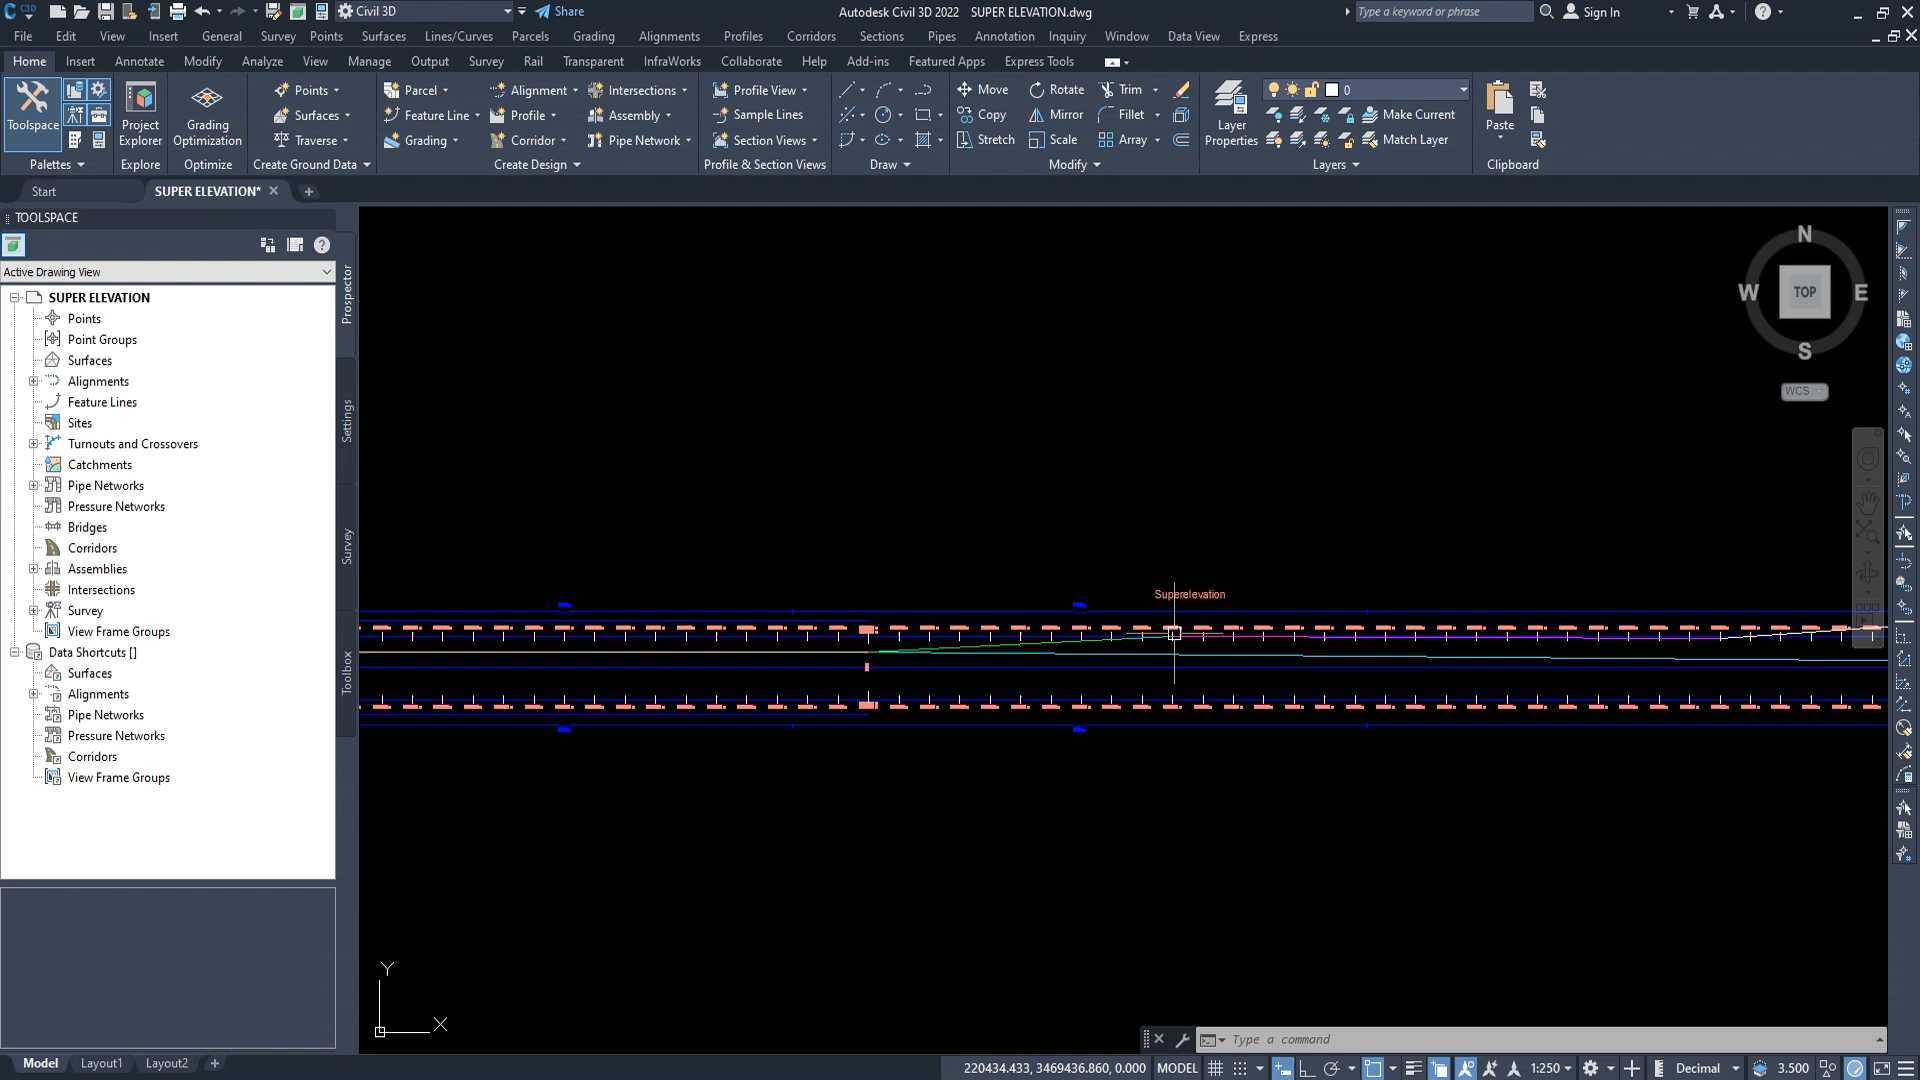 C3D
Civil 3D
Share
Autodesk Civil 3D 2022 SUPER ELEVATION.dwg
Type a keyword or phrase
Sign In
File Edit View Insert General Survey Points Surfaces Lines/Curves Parcels Grading Alignments Profiles Corridors Sections Pipes Annotation Inquiry Window Data View Express
Home Insert Annotate Modify Analyze View Manage Output Survey Rail Transparent InfraWorks Collaborate Help Add-ins Featured Apps Express Tools
Points Parcel Alignment Intersections Profile View Move Rotate Trim 0
Toolspace Project Explorer Grading Optimization Surfaces Feature Line Profile Assembly Sample Lines Copy Mirror Fillet Layer Properties Make Current Paste
Traverse Grading Corridor Pipe Network Section Views Stretch Scale Array Match Layer
Palettes Explore Optimize Create Ground Data Create Design Profile & Section Views Draw Modify Layers Clipboard
Start SUPER ELEVATION*
TOOLSPACE
Active Drawing View
SUPER ELEVATION
Points
Point Groups
Surfaces
Alignments
Feature Lines
Sites
Turnouts and Crossovers
Catchments
Pipe Networks
Pressure Networks
Bridges
Corridors
Assemblies
Intersections
Survey
View Frame Groups
Data Shortcuts []
Surfaces
Alignments
Pipe Networks
Pressure Networks
Corridors
View Frame Groups
Prospector
Settings
Survey
Toolbox
N
W TOP E
S
WCS
Superelevation
Y
X
Type a command
Model Layout1 Layout2
220434.433, 3469436.860, 0.000 MODEL 1:250 Decimal 3.500